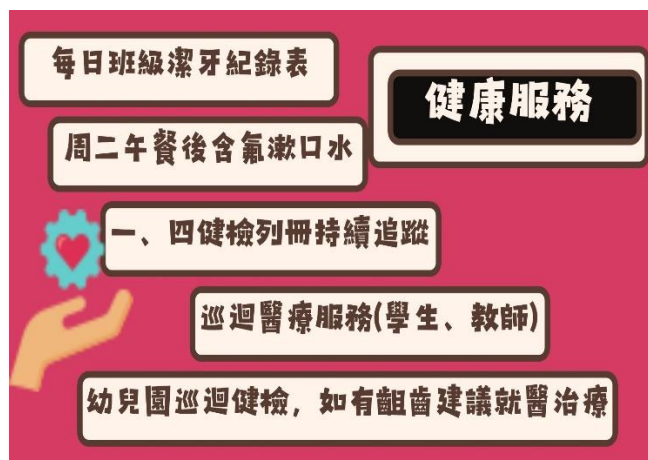 健康服務
每日班級潔牙紀錄表
周二午餐後含氟漱口水
一、四健檢列冊持續追蹤
巡迴醫療服務(學生、教師)
幼兒園巡迴健檢，如有齟齒建議就醫治療